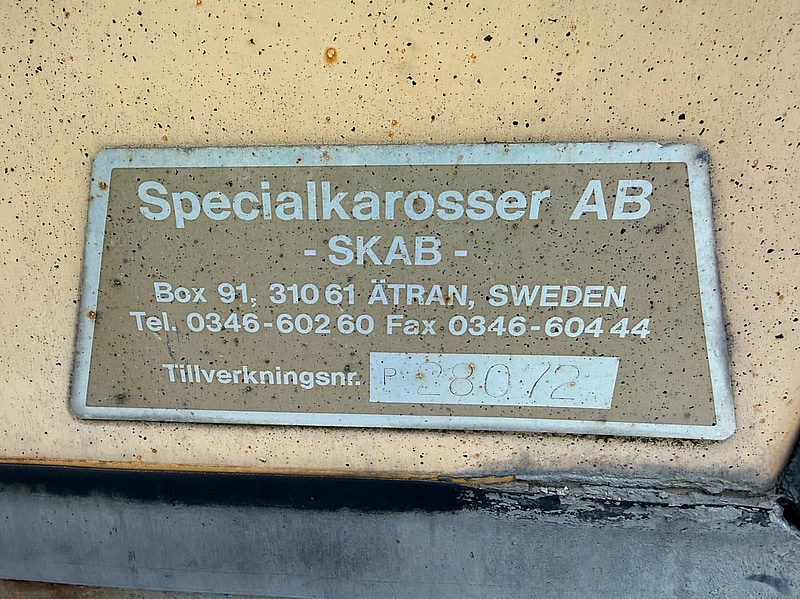 Specialkarosser AB
- SKAB -
Box 91, 310 61 ÄTRAN, SWEDEN
Tel. 0346-602 60 Fax 0346-604 44
Tillverkningsnr. P 28072